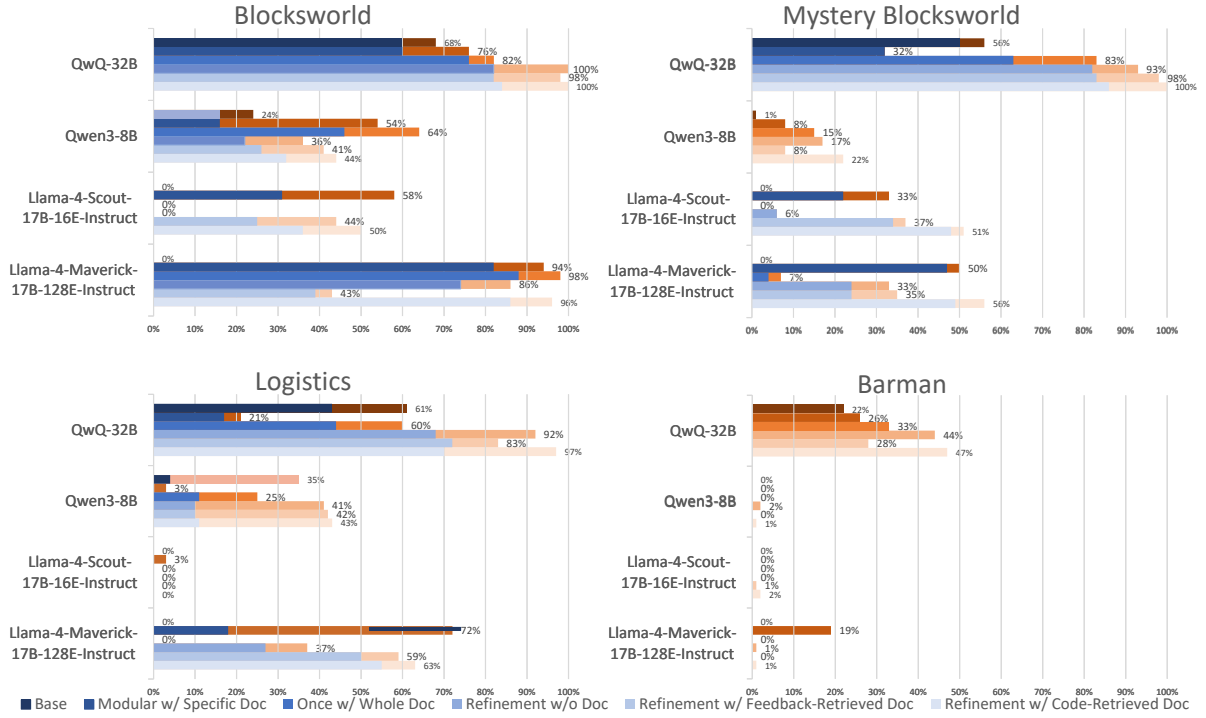 Blocksworld
QwQ-32B
68%
76%
82%
100%
98%
100%
Qwen3-8B
24%
54%
64%
36%
41%
44%
Llama-4-Scout-
17B-16E-Instruct
0%
58%
0%
0%
44%
50%
Llama-4-Maverick-
17B-128E-Instruct
0%
94%
98%
86%
43%
96%
0% 10% 20% 30% 40% 50% 60% 70% 80% 90% 100%
Mystery Blocksworld
QwQ-32B
56%
32%
83%
93%
98%
100%
Qwen3-8B
1%
8%
15%
17%
8%
22%
Llama-4-Scout-
17B-16E-Instruct
0%
33%
0%
6%
37%
51%
Llama-4-Maverick-
17B-128E-Instruct
0%
50%
7%
33%
35%
56%
0% 10% 20% 30% 40% 50% 60% 70% 80% 90% 100%
Logistics
QwQ-32B
61%
21%
60%
92%
83%
97%
Qwen3-8B
35%
3%
25%
41%
42%
43%
Llama-4-Scout-
17B-16E-Instruct
0%
3%
0%
0%
0%
0%
Llama-4-Maverick-
17B-128E-Instruct
0%
72%
0%
37%
59%
63%
0% 10% 20% 30% 40% 50% 60% 70% 80% 90% 100%
Barman
QwQ-32B
22%
26%
33%
44%
28%
47%
Qwen3-8B
0%
0%
0%
2%
0%
1%
Llama-4-Scout-
17B-16E-Instruct
0%
0%
0%
0%
1%
2%
Llama-4-Maverick-
17B-128E-Instruct
0%
19%
0%
1%
0%
1%
0% 10% 20% 30% 40% 50% 60% 70% 80% 90% 100%
Base Modular w/ Specific Doc Once w/ Whole Doc Refinement w/o Doc Refinement w/ Feedback-Retrieved Doc Refinement w/ Code-Retrieved Doc